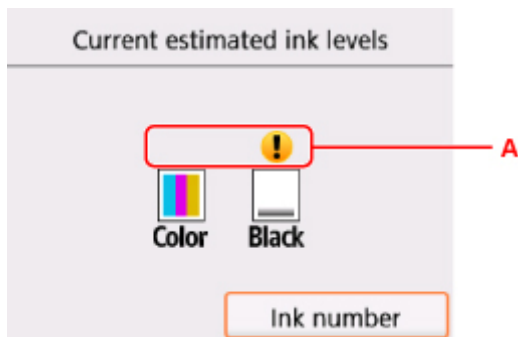 Current estimated ink levels
! A
Color Black
Ink number